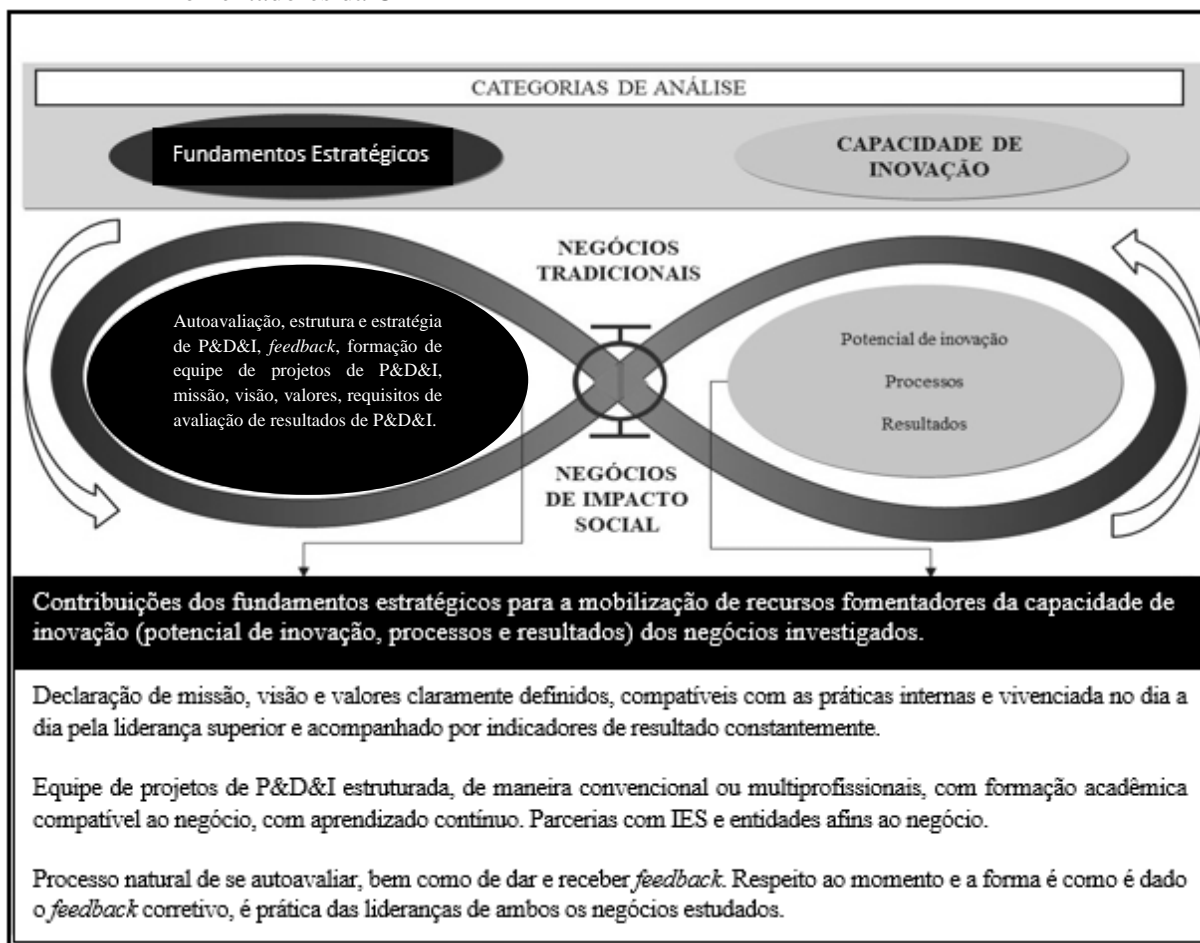 CATEGORIAS DE ANÁLISE
Fundamentos Estratégicos
CAPACIDADE DE
INOVAÇÃO
NEGÓCIOS
TRADICIONAIS
Autoavaliação, estrutura e estratégia
de P&D&I, feedback, formação de
equipe de projetos de P&D&I,
missão, visão, valores, requisitos de
avaliação de resultados de P&D&I.
Potencial de inovação
Processos
Resultados
NEGÓCIOS
DE IMPACTO
SOCIAL
Contribuições dos fundamentos estratégicos para a mobilização de recursos fomentadores da capacidade de
inovação (potencial de inovação, processos e resultados) dos negócios investigados.
Declaração de missão, visão e valores claramente definidos, compatíveis com as práticas internas e vivenciada no dia a
dia pela liderança superior e acompanhado por indicadores de resultado constantemente.
Equipe de projetos de P&D&I estruturada, de maneira convencional ou multiprofissionais, com formação acadêmica
compatível ao negócio, com aprendizado contínuo. Parcerias com IES e entidades afins ao negócio.
Processo natural de se autoavaliar, bem como de dar e receber feedback. Respeito ao momento e a forma é como é dado
o feedback corretivo, é prática das lideranças de ambos os negócios estudados.